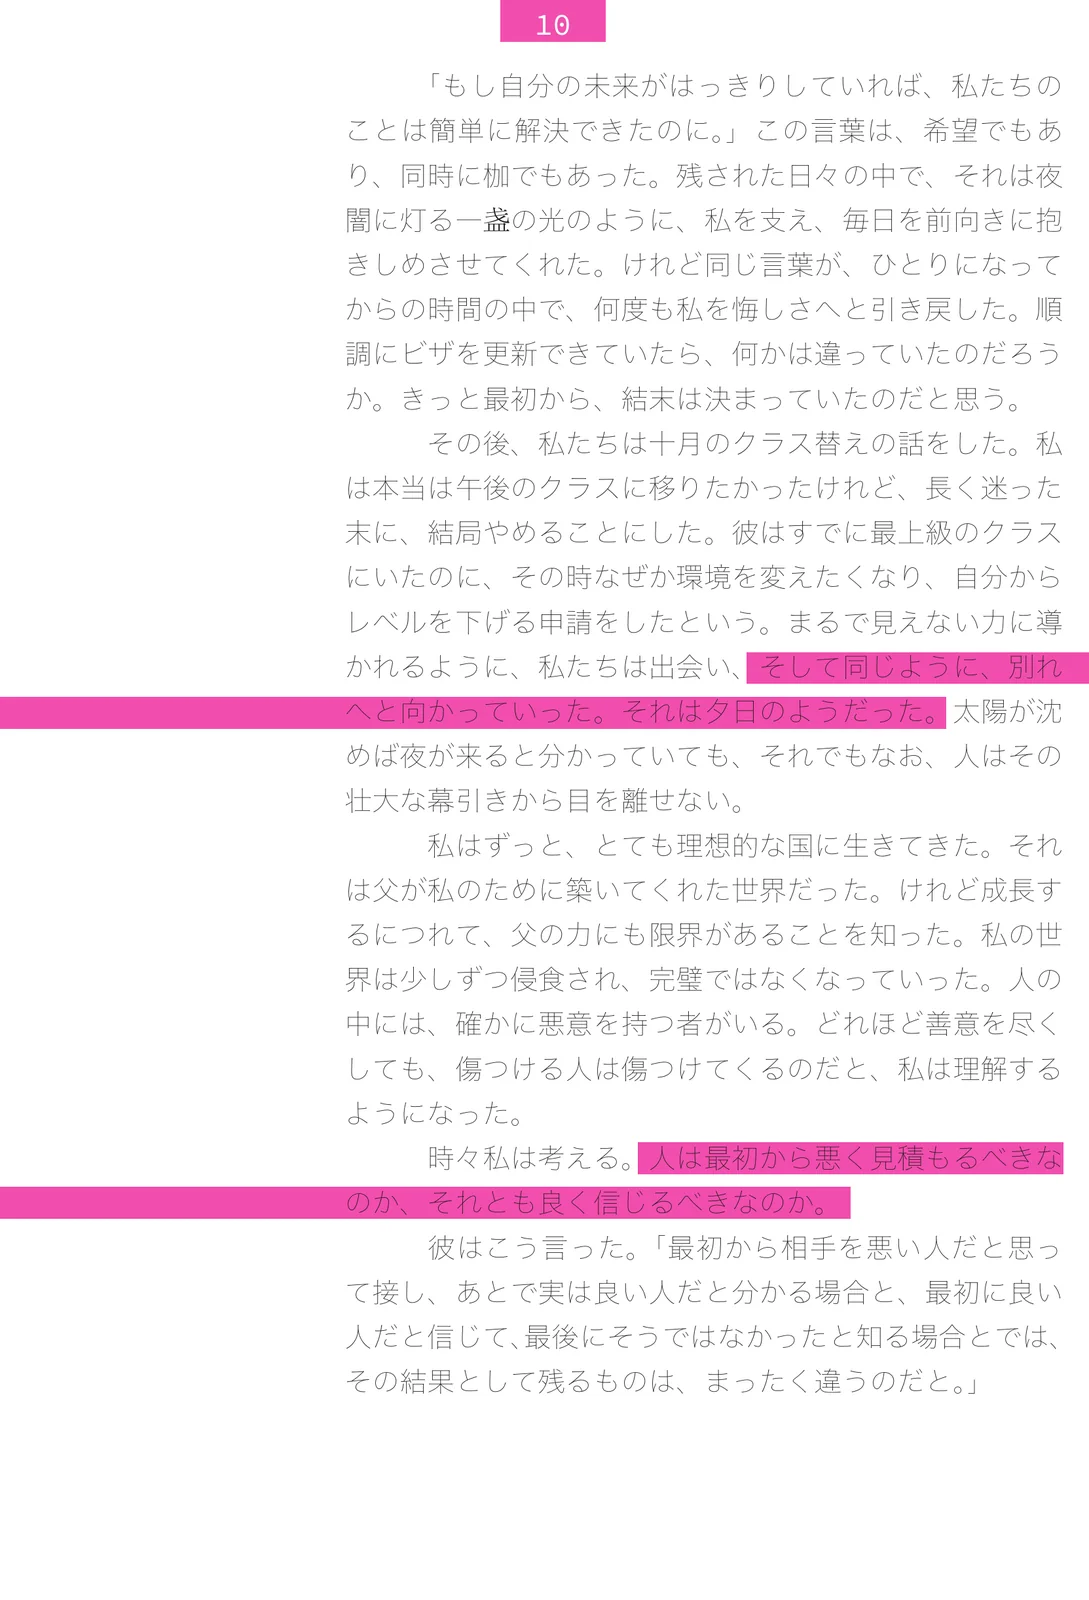 10
「もし自分の未来がはっきりしていれば、私たちの
ことは簡単に解決できたのに。」この言葉は、希望でもあ
り、同時に枷でもあった。残された日々の中で、それは夜
闇に灯る一盏の光のように、私を支え、毎日を前向きに抱
きしめさせてくれた。けれど同じ言葉が、ひとりになって
からの時間の中で、何度も私を悔しさへと引き戻した。順
調にビザを更新できていたら、何かは違っていたのだろう
か。きっと最初から、結末は決まっていたのだと思う。
その後、私たちは十月のクラス替えの話をした。私
は本当は午後のクラスに移りたかったけれど、長く迷った
末に、結局やめることにした。彼はすでに最上級のクラス
にいたのに、その時なぜか環境を変えたくなり、自分から
レベルを下げる申請をしたという。まるで見えない力に導
かれるように、私たちは出会い、そして同じように、別れ
へと向かっていった。それは夕日のようだった。太陽が沈
めば夜が来ると分かっていても、それでもなお、人はその
壮大な幕引きから目を離せない。
私はずっと、とても理想的な国に生きてきた。それ
は父が私のために築いてくれた世界だった。けれど成長す
るにつれて、父の力にも限界があることを知った。私の世
界は少しずつ侵食され、完璧ではなくなっていった。人の
中には、確かに悪意を持つ者がいる。どれほど善意を尽く
しても、傷つける人は傷つけてくるのだと、私は理解する
ようになった。
時々私は考える。人は最初から悪く見積もるべきな
のか、それとも良く信じるべきなのか。
彼はこう言った。「最初から相手を悪い人だと思っ
て接し、あとで実は良い人だと分かる場合と、最初に良い
人だと信じて、最後にそうではなかったと知る場合とでは、
その結果として残るものは、まったく違うのだと。」